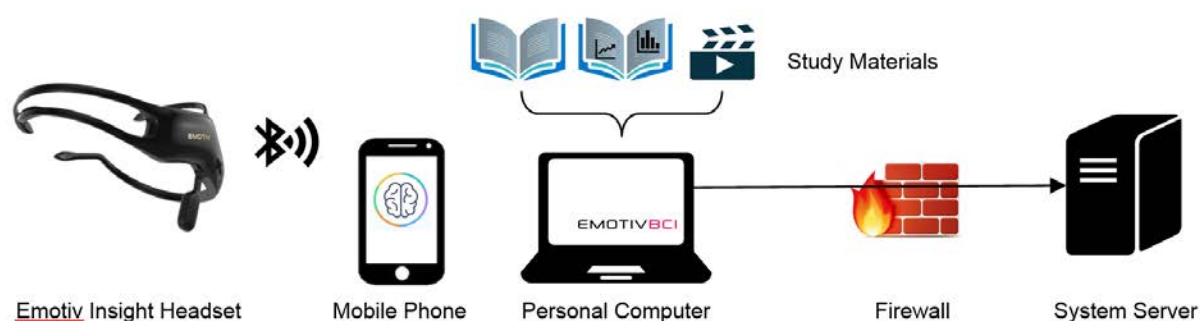 Study Materials
EMOTIV
EMOTIVBCI
Emotiv Insight Headset
Mobile Phone
Personal Computer
Firewall
System Server